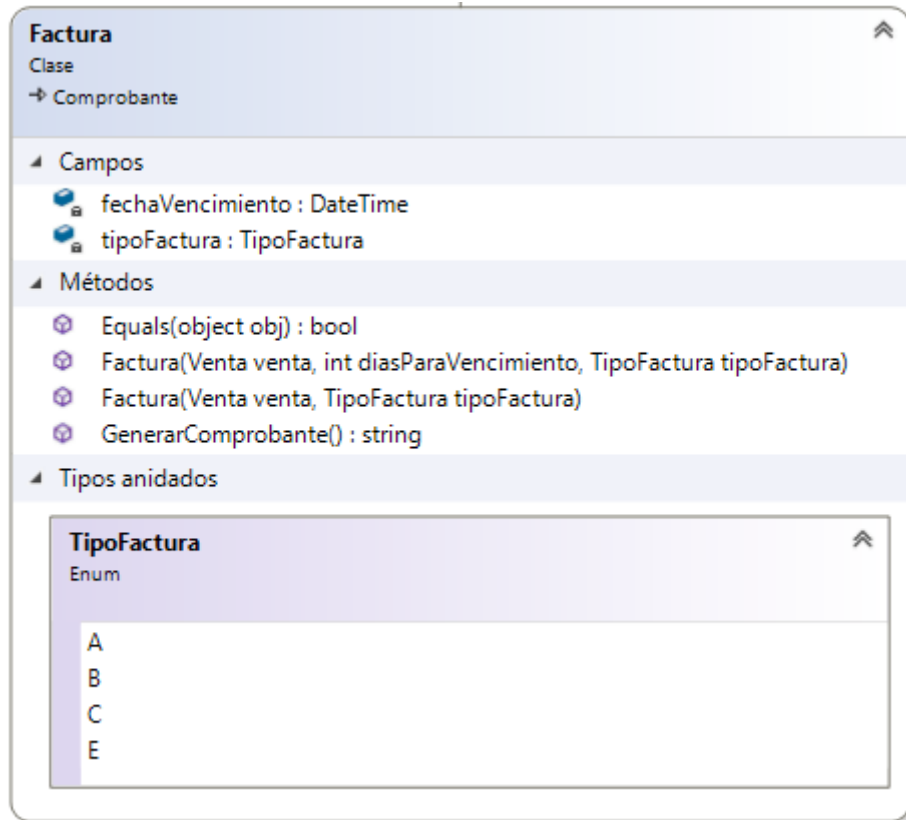 Factura
Clase
Comprobante
Campos
fechaVencimiento : DateTime
tipoFactura : TipoFactura
Métodos
Equals(object obj) : bool
Factura(Venta venta, int diasParaVencimiento, TipoFactura tipoFactura)
Factura(Venta venta, TipoFactura tipoFactura)
GenerarComprobante() : string
Tipos anidados
TipoFactura
Enum
A
B
C
E